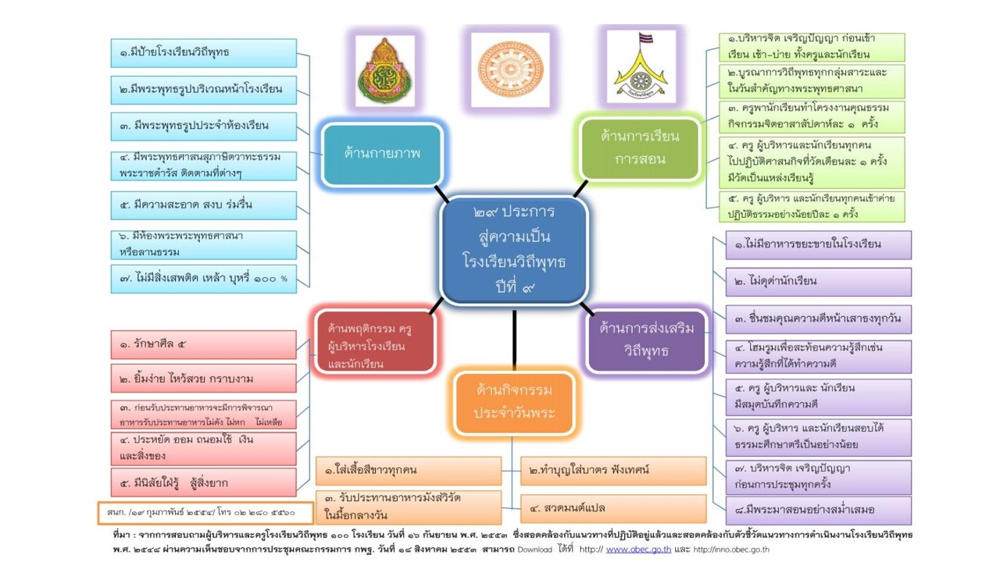 ๑.มีป้ายโรงเรียนวิถีพุทธ
๒.มีพระพุทธรูปบริเวณหน้าโรงเรียน
๓. มีพระพุทธรูปประจำห้องเรียน
๔. มีพระพุทธศาสนสุภาษิตวาทะธรรม
พระราชดำรัส ติดตามที่ต่างๆ
๕. มีความสะอาด สงบ ร่มรื่น
๖. มีห้องพระพระพุทธศาสนา
หรือลานธรรม
๗. ไม่มีสิ่งเสพติด เหล้า บุหรี่ ๑๐๐ %
ด้านกายภาพ
โรงเรียนวิถีพุทธ
ด้านการเรียน
การสอน
๑.บริหารจิต เจริญปัญญา ก่อนเข้า
เรียน เช้า-บ่าย ทั้งครูและนักเรียน
๒.บูรณาการวิถีพุทธทุกกลุ่มสาระและ
ในวันสำคัญทางพระพุทธศาสนา
๓. ครูพานักเรียนทำโครงงานคุณธรรม
กิจกรรมจิตอาสาสัปดาห์ละ ๑ ครั้ง
๔. ครู ผู้บริหารและนักเรียนทุกคน
ไปปฏิบัติศาสนกิจที่วัดเดือนละ ๑ ครั้ง
มีวัดเป็นแหล่งเรียนรู้
๕. ครู ผู้บริหาร และนักเรียนทุกคนเข้าค่าย
ปฏิบัติธรรมอย่างน้อยปีละ ๑ ครั้ง
๒๙ ประการ
สู่ความเป็น
โรงเรียนวิถีพุทธ
ปีที่ ๙
ด้านพฤติกรรม ครู
ผู้บริหารโรงเรียน
และนักเรียน
๑. รักษาศีล ๕
๒. ยิ้มง่าย ไหว้สวย กราบงาม
๓. ก่อนรับประทานอาหารจะมีการพิจารณา
อาหารรับประทานอาหารไม่ดัง ไม่หก ไม่เหลือ
๔. ประหยัด ออม ถนอมใช้ เงิน
และสิ่งของ
๕. มีนิสัยใฝ่รู้ สู้สิ่งยาก
ด้านการส่งเสริม
วิถีพุทธ
๑.ไม่มีอาหารขยะขายในโรงเรียน
๒. ไม่ดุด่านักเรียน
๓. ชื่นชมคุณความดีหน้าเสาธงทุกวัน
๔. โฮมรูมเพื่อสะท้อนความรู้สึกเช่น
ความรู้สึกที่ได้ทำความดี
๕. ครู ผู้บริหารและ นักเรียน
มีสมุดบันทึกความดี
๖. ครู ผู้บริหาร และนักเรียนสอบได้
ธรรมะศึกษาตรีเป็นอย่างน้อย
๗. บริหารจิต เจริญปัญญา
ก่อนการประชุมทุกครั้ง
๘.มีพระมาสอนอย่างสม่ำเสมอ
ด้านกิจกรรม
ประจำวันพระ
๑.ใส่เสื้อสีขาวทุกคน
๒.ทำบุญใส่บาตร ฟังเทศน์
๓. รับประทานอาหารมังสวิรัต
ในมื้อกลางวัน
๔. สวดมนต์แปล
สนก. /๑๙ กุมภาพันธ์ ๒๕๕๔/ โทร ๐๒ ๒๘๐ ๕๕๖๐
ที่มา : จากการสอบถามผู้บริหารและครูโรงเรียนวิถีพุทธ ๑๐๐ โรงเรียน วันที่ ๑๖ กันยายน พ.ศ. ๒๕๕๓ ซึ่งสอดคล้องกับแนวทางที่ปฏิบัติอยู่แล้วและสอดคล้องกับตัวชี้วัดแนวทางการดำเนินงานโรงเรียนวิถีพุทธ
พ.ศ. ๒๕๔๘ ผ่านความเห็นชอบจากการประชุมคณะกรรมการ กพฐ. วันที่ ๑๘ สิงหาคม ๒๕๕๓ สามารถ Download ได้ที่ http:// www.obec.go.th และ http://inno.obec.go.th